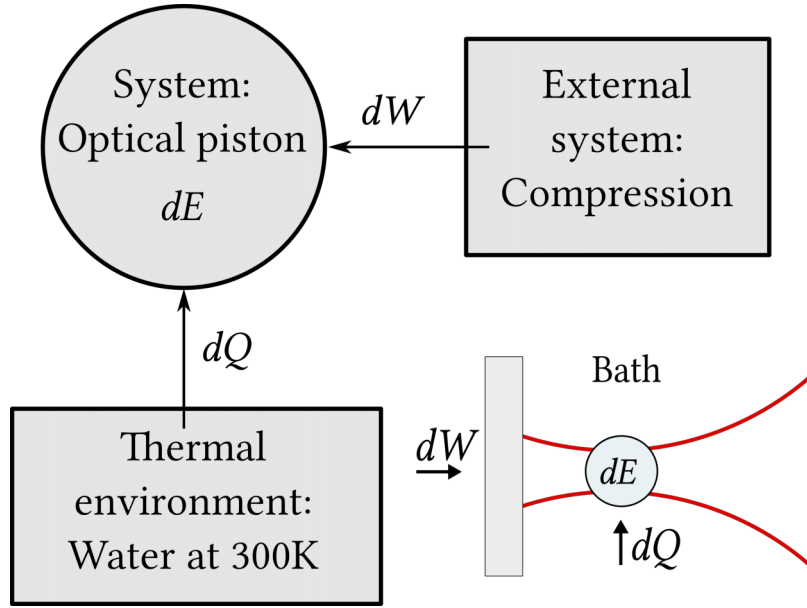 System:
Optical piston
dE
dW
External
system:
Compression
dQ
Thermal
environment:
Water at 300K
Bath
dW
dE
dQ